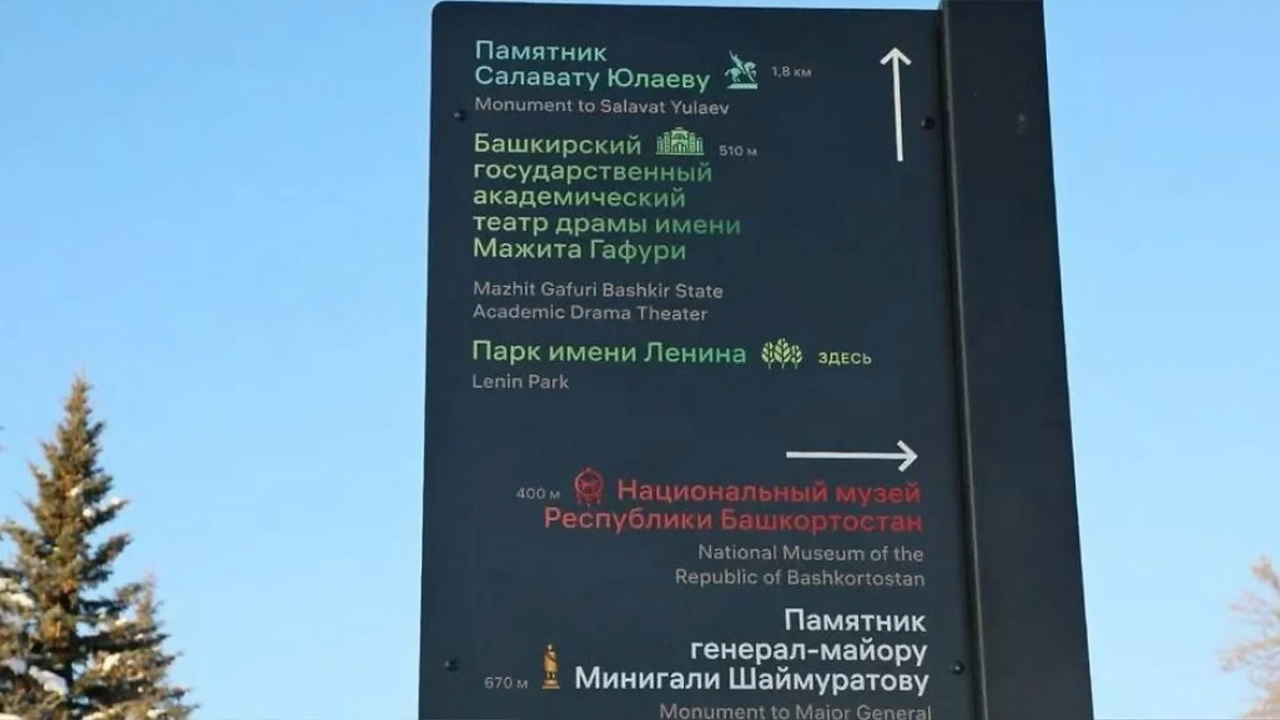 Памятник
Салавату Юлаеву 1,8 км
Monument to Salavat Yulaev
Башкирский 510 м
государственный
академический
театр драмы имени
Мажита Гафури
Mazhit Gafuri Bashkir State
Academic Drama Theater
Парк имени Ленина ЗДЕСЬ
Lenin Park
400 м Национальный музей
Республики Башкортостан
National Museum of the
Republic of Bashkortostan
Памятник
генерал-майору
670 м Минигали Шаймуратову
Monument to Major General